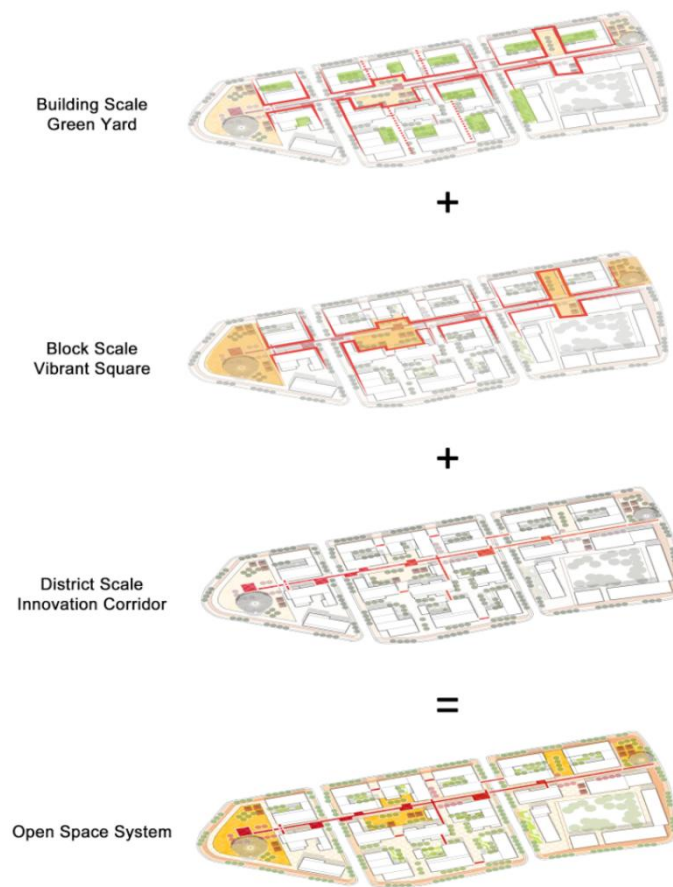 Building Scale
Green Yard
+
Block Scale
Vibrant Square
+
District Scale
Innovation Corridor
=
Open Space System